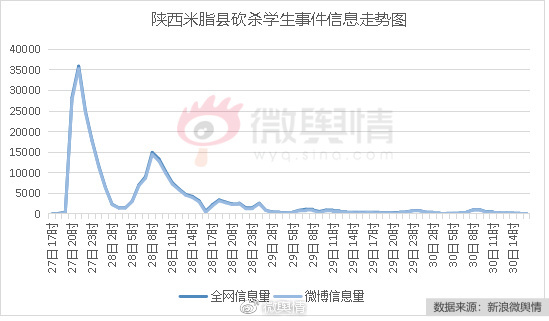 陕西米脂县砍杀学生事件信息走势图
40000
35000
30000
25000
20000
15000
10000
5000
0
微舆情
wyq.sina.com
27日17时 27日20时 27日23时 28日2时 28日5时 28日8时 28日11时 28日14时 28日17时 28日20时 28日23时 29日2时 29日5时 29日8时 29日11时 29日14时 29日17时 29日20时 29日23时 30日2时 30日5时 30日8时 30日11时 30日14时
全网信息量 微博信息量
微舆情
数据来源：新浪微舆情